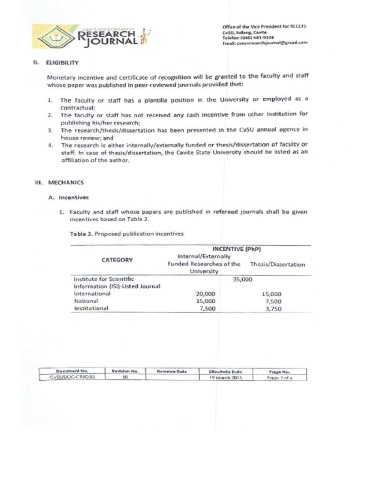 RESEARCH
JOURNAL
Office of the Vice President for RECETS
CvSU, Indang, Cavite
Telefax: (046) 443-9104
Email: cvsuresearchjournal@gmail.com
II. ELIGIBILITY
Monetary incentive and certificate of recognition will be granted to the faculty and staff
whose paper was published in peer-reviewed journals provided that:
1. The faculty or staff has a plantilla position in the University or employed as a
contractual;
2. The faculty or staff has not received any cash incentive from other institution for
publishing his/her research;
3. The research/thesis/dissertation has been presented in the CvSU annual agency in
house review; and
4. The research is either internally/externally funded or thesis/dissertation of faculty or
staff. In case of thesis/dissertation, the Cavite State University should be listed as an
affiliation of the author.
III. MECHANICS
A. Incentives
1. Faculty and staff whose papers are published in refereed journals shall be given
incentives based on Table 2.
Table 2. Proposed publication incentives
CATEGORY INCENTIVE (PhP)
Internal/Externally Funded Researches of the University Thesis/Dissertation
Institute for Scientific 35,000
Information (ISI)-Listed Journal
International 20,000 15,000
National 15,000 7,500
Institutional 7,500 3,750
Document No. Revision No. Revision Date Effectivity Date Page No.
00 19 March 2015 Page 2 of 6